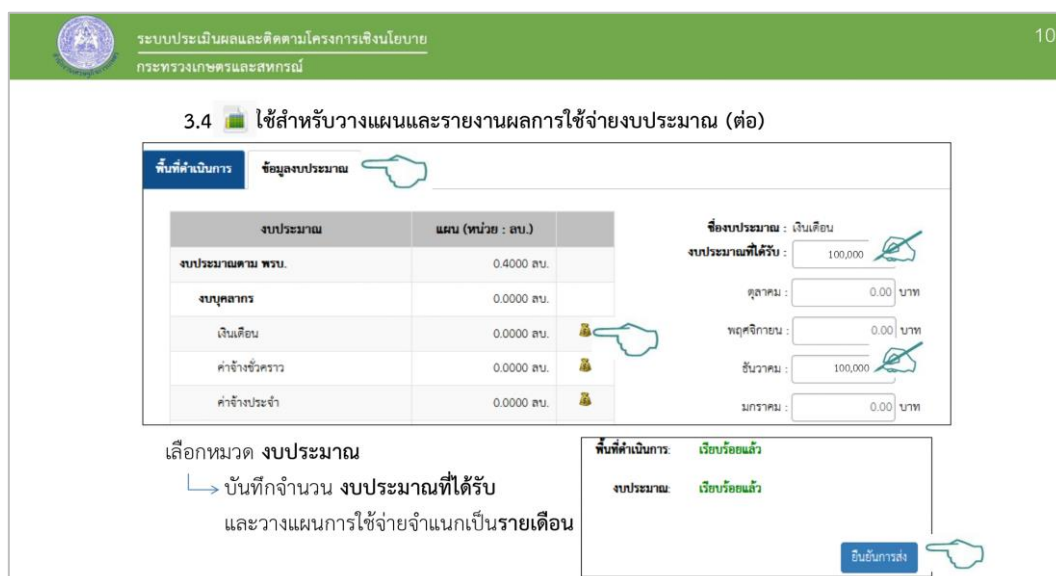 ระบบประเมินผลและติดตามโครงการเชิงนโยบาย
10
กระทรวงเกษตรและสหกรณ์
3.4 ใช้สำหรับวางแผนและรายงานผลการใช้จ่ายงบประมาณ (ต่อ)
พื้นที่ดำเนินการ ข้อมูลงบประมาณ
งบประมาณ แผน (หน่วย : ลบ.)
งบประมาณตาม พรบ. 0.4000 ลบ.
งบบุคลากร 0.0000 ลบ.
เงินเดือน 0.0000 ลบ.
ค่าจ้างชั่วคราว 0.0000 ลบ.
ค่าจ้างประจำ 0.0000 ลบ.
ชื่องบประมาณ : เงินเดือน
งบประมาณที่ได้รับ : 100,000
ตุลาคม : 0.00 บาท
พฤศจิกายน : 0.00 บาท
ธันวาคม : 100,000
มกราคม : 0.00 บาท
เลือกหมวด งบประมาณ
บันทึกจำนวน งบประมาณที่ได้รับ
และวางแผนการใช้จ่ายจำแนกเป็นรายเดือน
พื้นที่ดำเนินการ: เรียบร้อยแล้ว
งบประมาณ: เรียบร้อยแล้ว
ยืนยันการส่ง